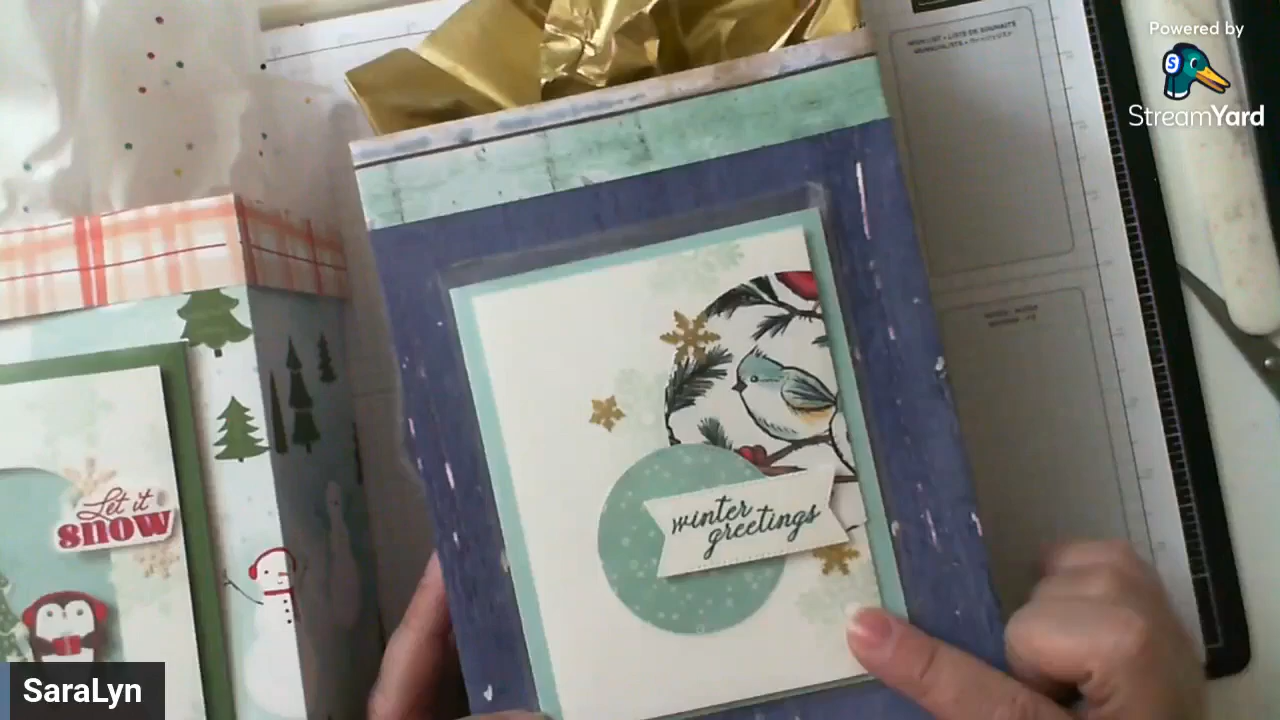 Powered by
StreamYard
Let it
snow
winter
greetings
SaraLyn